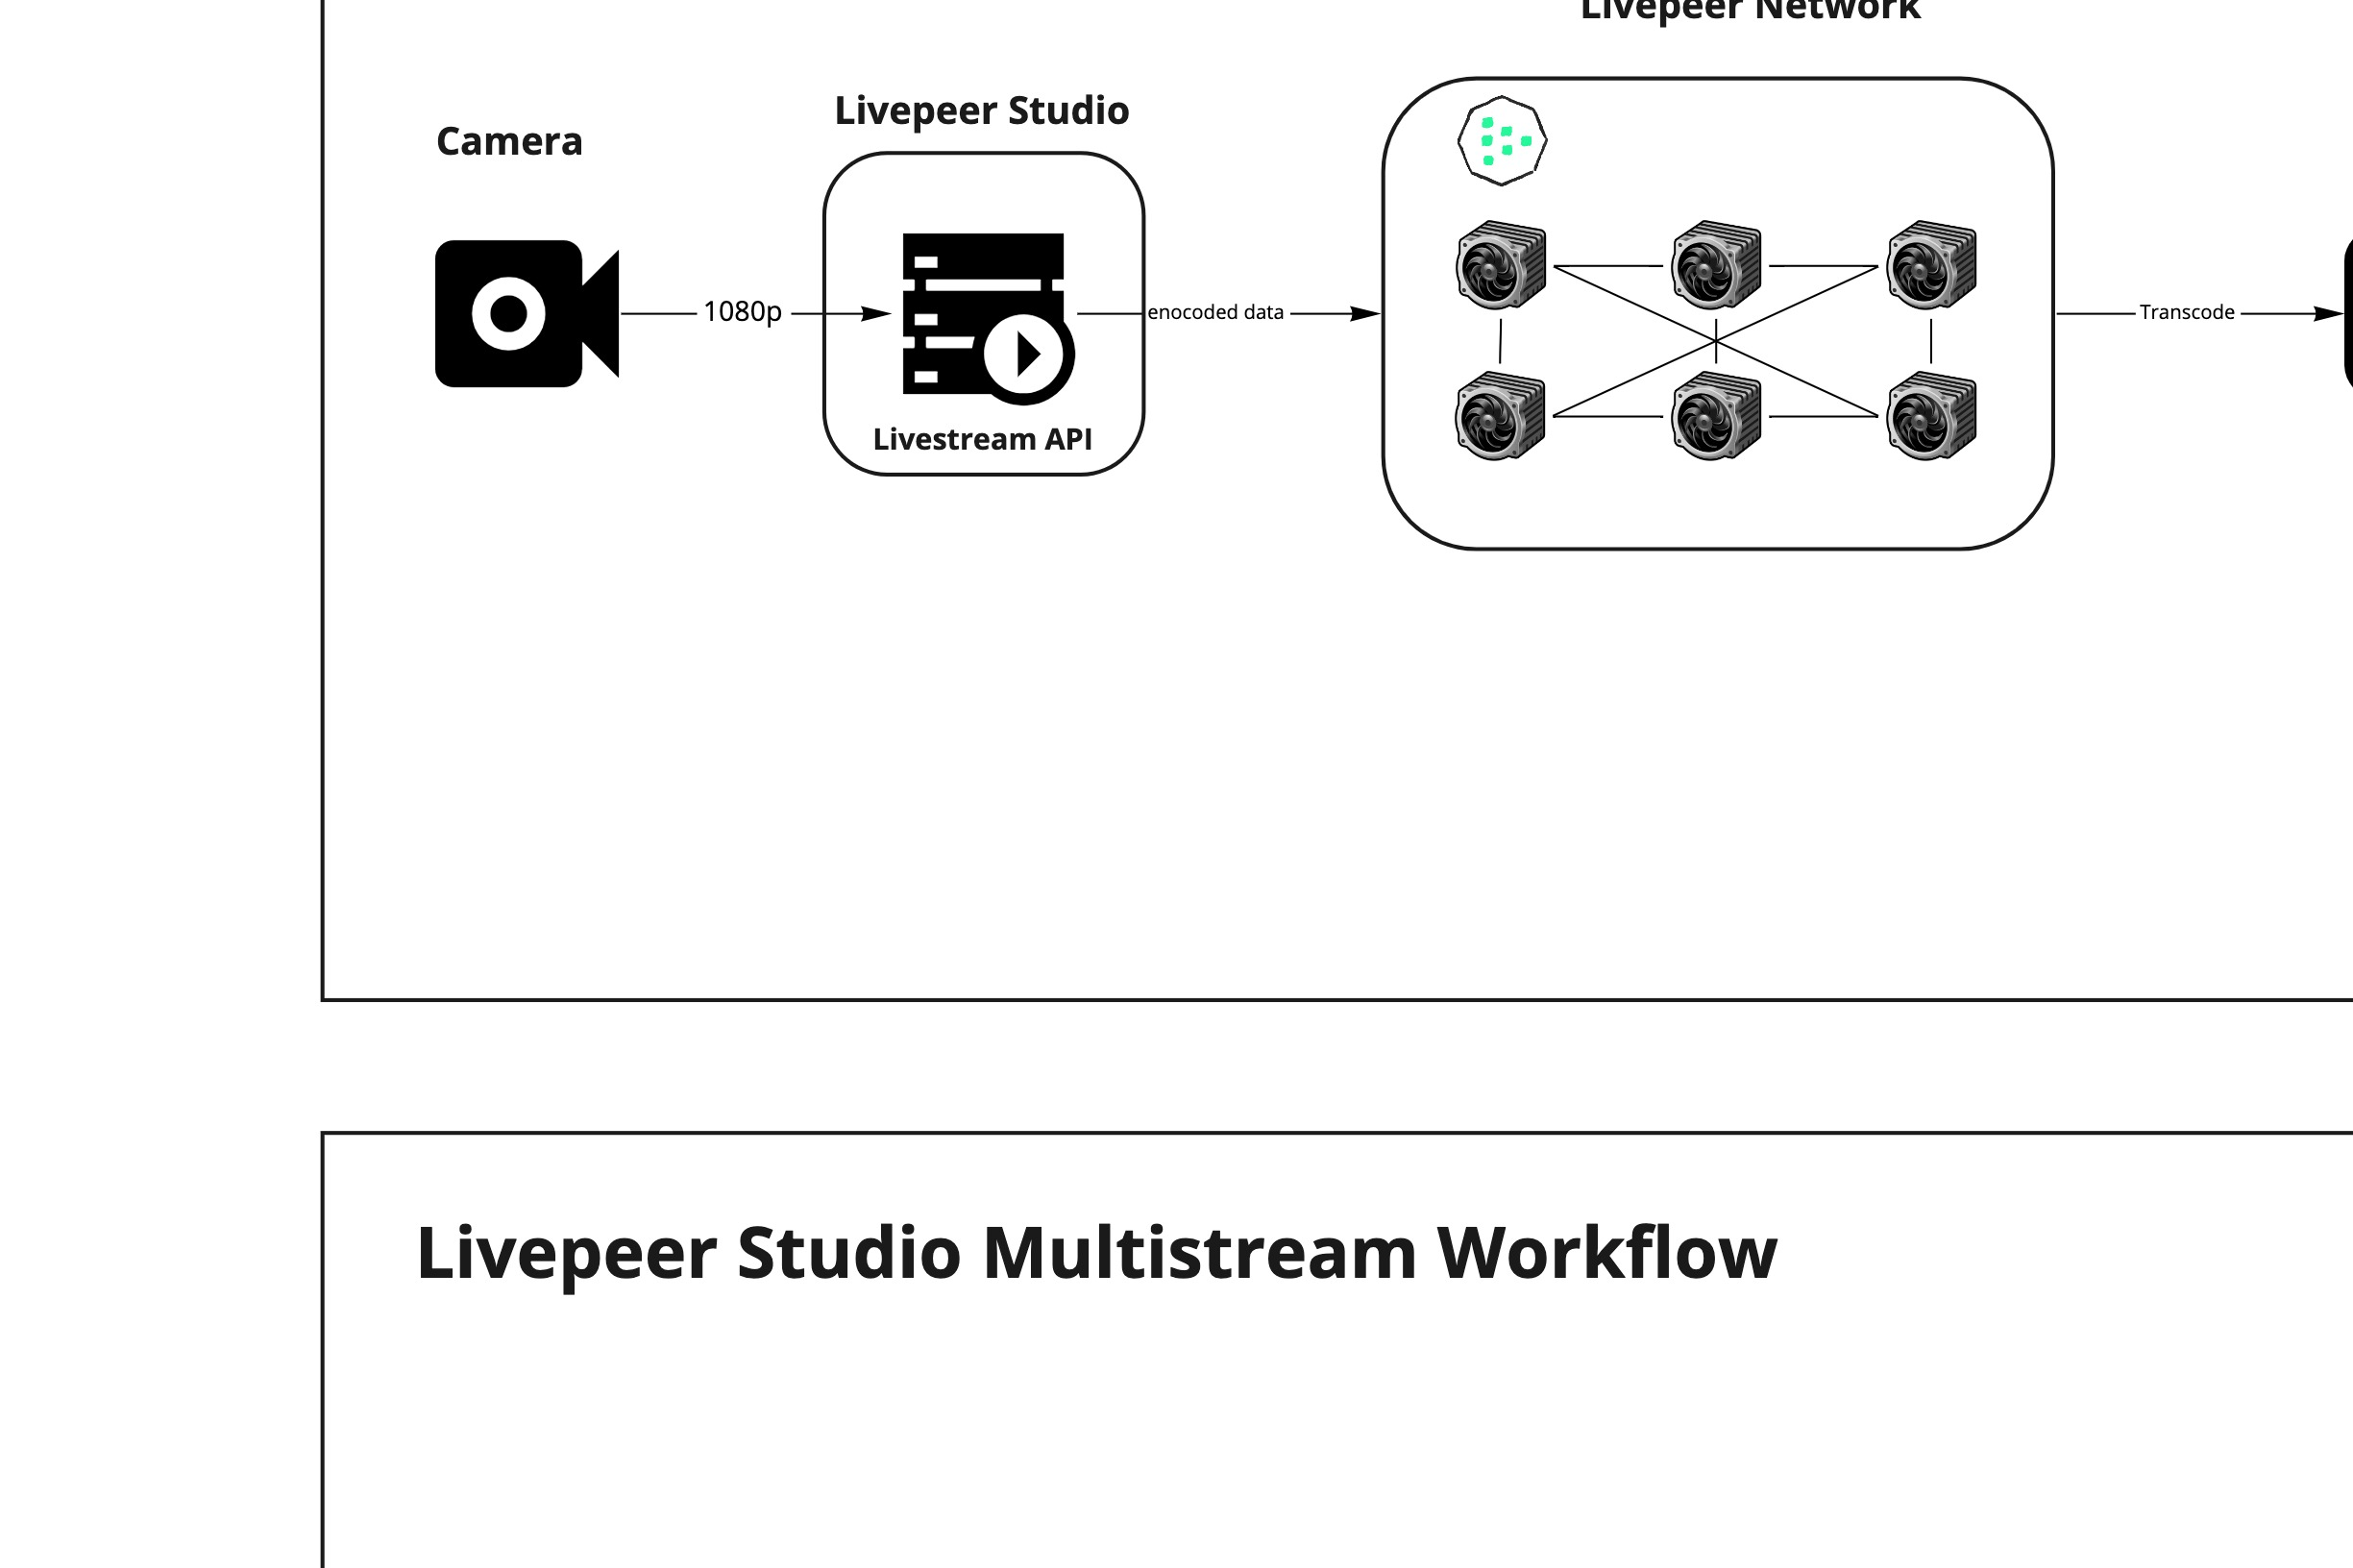 Livepeer Network
Livepeer Studio
Camera
1080p
enocoded data
Transcode
Livestream API
Livepeer Studio Multistream Workflow